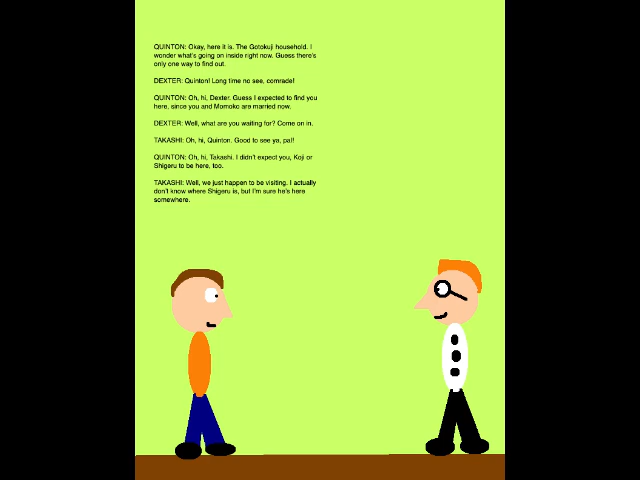 QUINTON: Okay, here it is. The Gotokuji household. I
wonder what's going on inside right now. Guess there's
only one way to find out.
DEXTER: Quinton! Long time no see, comrade!
QUINTON: Oh, hi, Dexter. Guess I expected to find you
here, since you and Momoko are married now.
DEXTER: Well, what are you waiting for? Come on in.
TAKASHI: Oh, hi, Quinton. Good to see ya, pal!
QUINTON: Oh, hi, Takashi. I didn't expect you, Koji or
Shigeru to be here, too.
TAKASHI: Well, we just happen to be visiting. I actually
don't know where Shigeru is, but I'm sure he's here
somewhere.